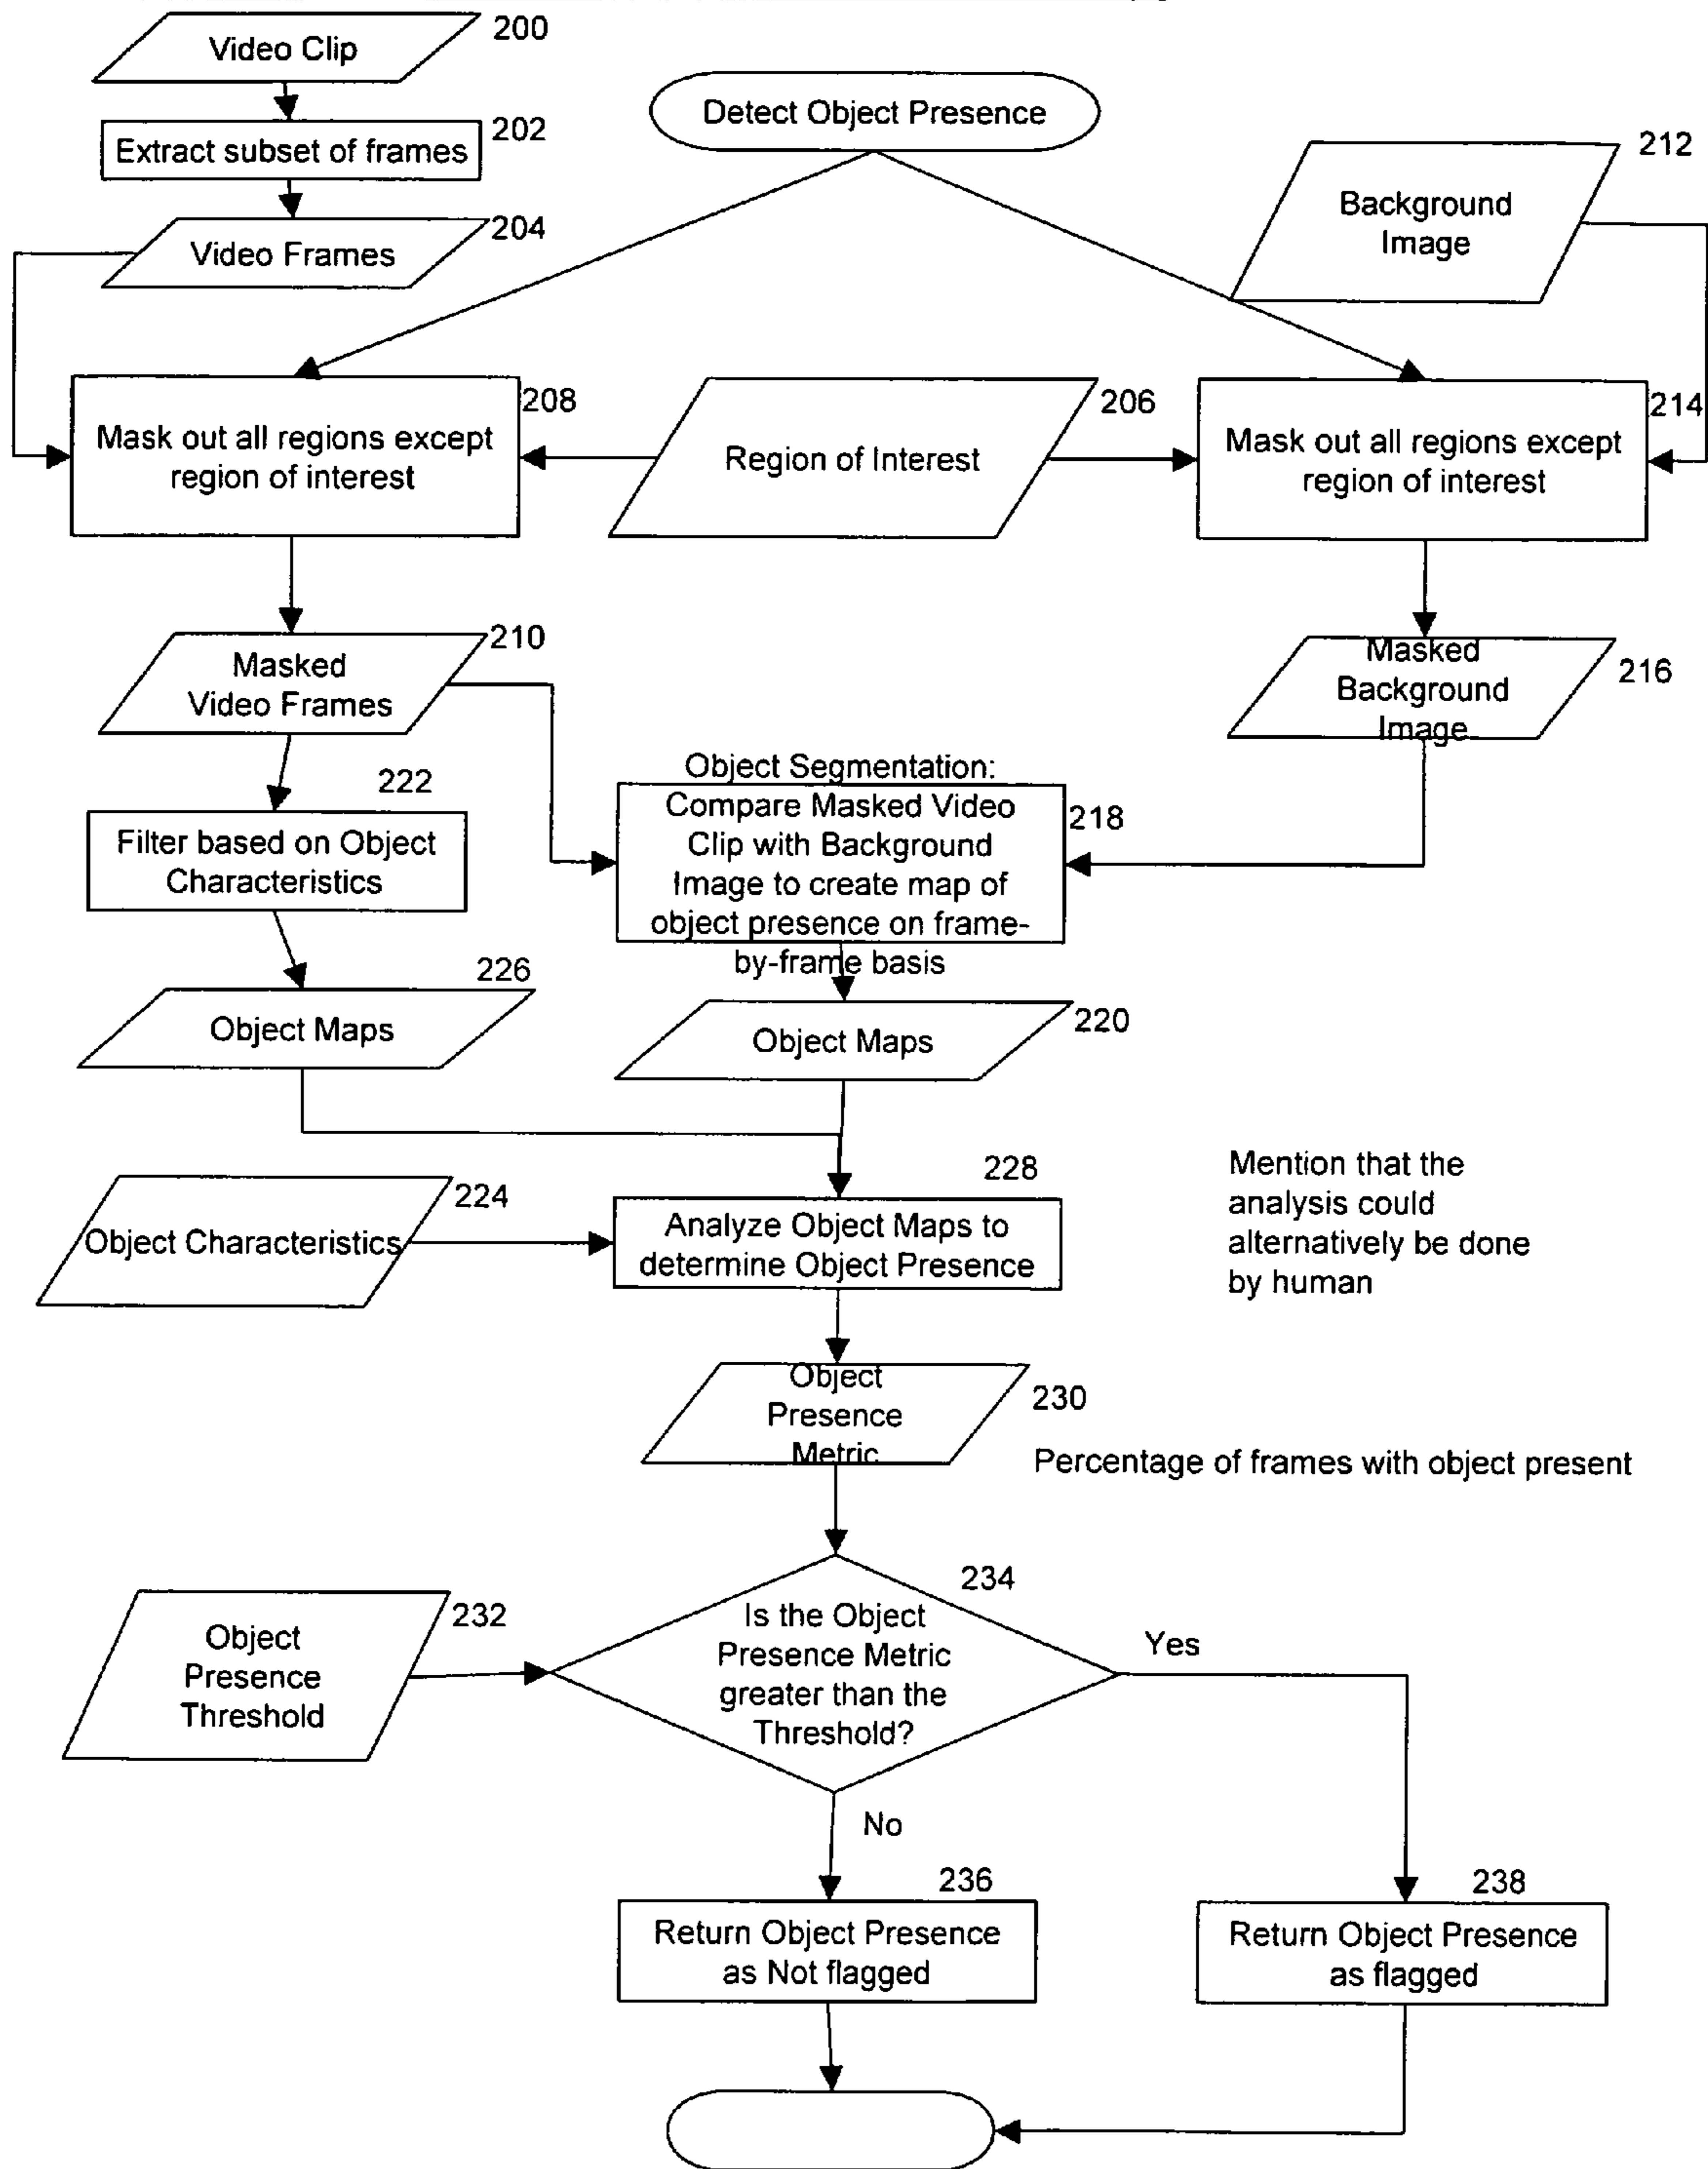 Video Clip
200
Extract subset of frames
202
Video Frames
204
Detect Object Presence
212
Background
Image
Mask out all regions except
region of interest
208
Region of Interest
206
Mask out all regions except
region of interest
214
Masked
Video Frames
210
Masked
Background
Image
216
222
Filter based on Object
Characteristics
Object Segmentation:
Compare Masked Video
Clip with Background
Image to create map of
object presence on frame-
by-frame basis
218
226
Object Maps
Object Maps
220
Object Characteristics
224
228
Analyze Object Maps to
determine Object Presence
Mention that the
analysis could
alternatively be done
by human
Object
Presence
Metric
230
Percentage of frames with object present
Object
Presence
Threshold
232
234
Is the Object
Presence Metric
greater than the
Threshold?
Yes
No
236
Return Object Presence
as Not flagged
238
Return Object Presence
as flagged